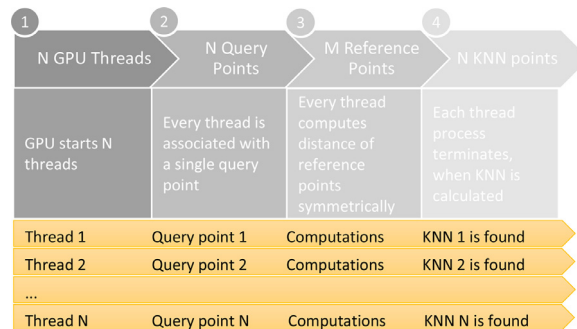 1
2
3
4
N GPU Threads
N Query
Points
M Reference
Points
N KNN points
GPU starts N
threads
Every thread is
associated with
a single query
point
Every thread
computes
distance of
reference
points
symmetrically
Each thread
process
terminates,
when KNN is
calculated
Thread 1 Query point 1 Computations KNN 1 is found
Thread 2 Query point 2 Computations KNN 2 is found
...
Thread N Query point N Computations KNN N is found